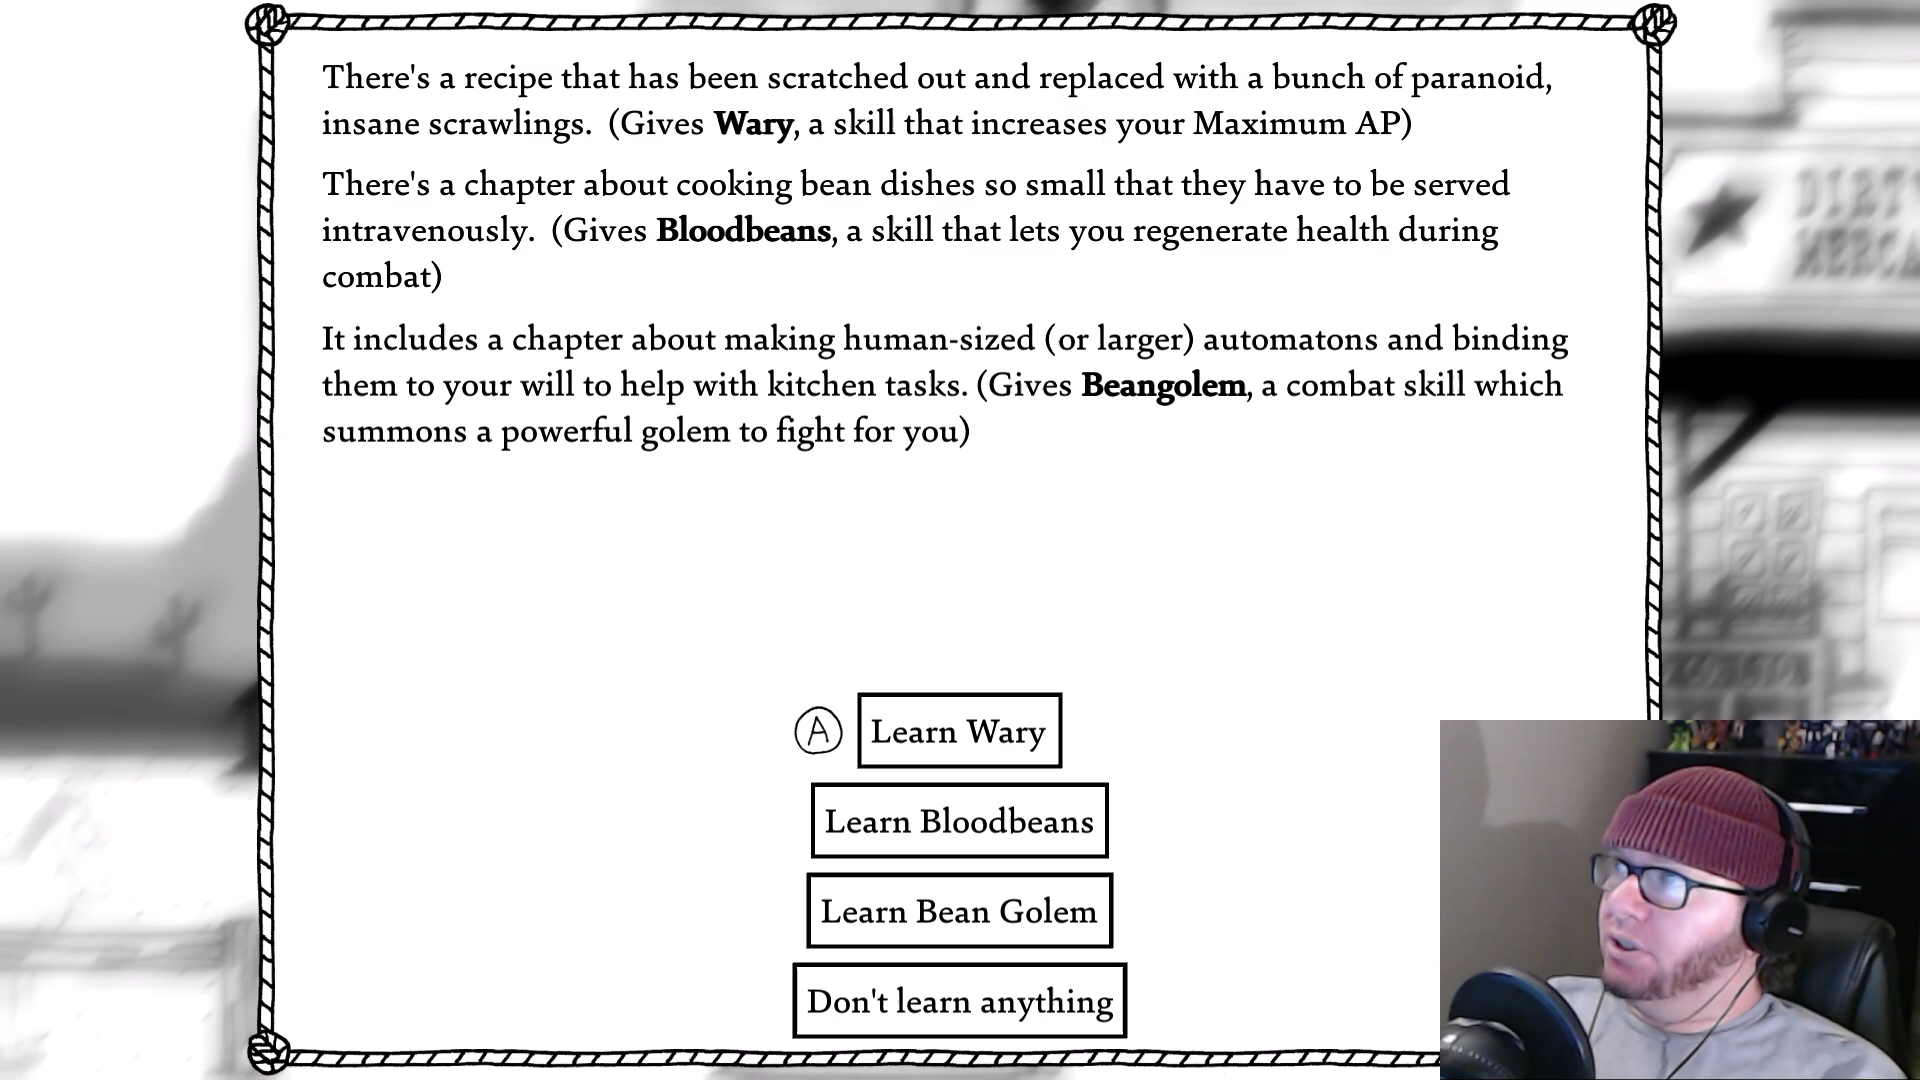 There's a recipe that has been scratched out and replaced with a bunch of paranoid,
insane scrawlings.  (Gives Wary, a skill that increases your Maximum AP)
There's a chapter about cooking bean dishes so small that they have to be served
intravenously.  (Gives Bloodbeans, a skill that lets you regenerate health during
combat)
It includes a chapter about making human-sized (or larger) automatons and binding
them to your will to help with kitchen tasks. (Gives Beangolem, a combat skill which
summons a powerful golem to fight for you)
DIRTY
MERCA
A Learn Wary
Learn Bloodbeans
Learn Bean Golem
Don't learn anything